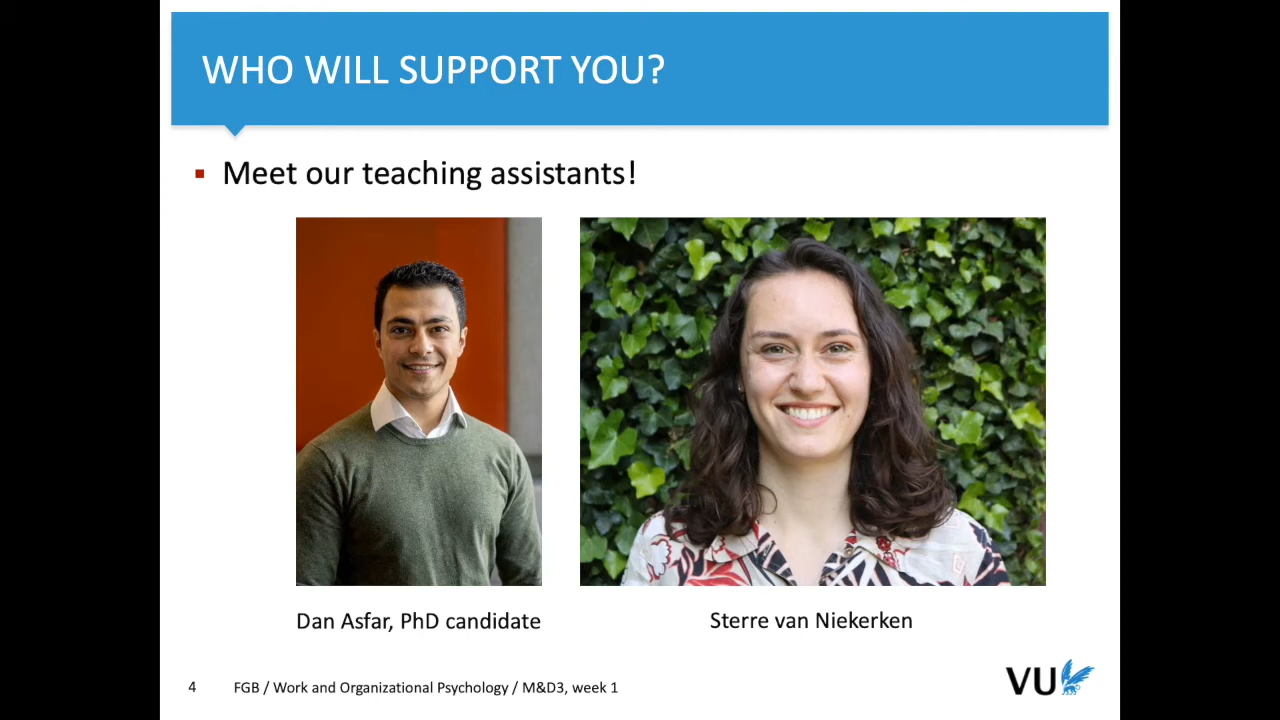 WHO WILL SUPPORT YOU?
Meet our teaching assistants!
Dan Asfar, PhD candidate
Sterre van Niekerken
4
FGB / Work and Organizational Psychology / M&D3, week 1
VU